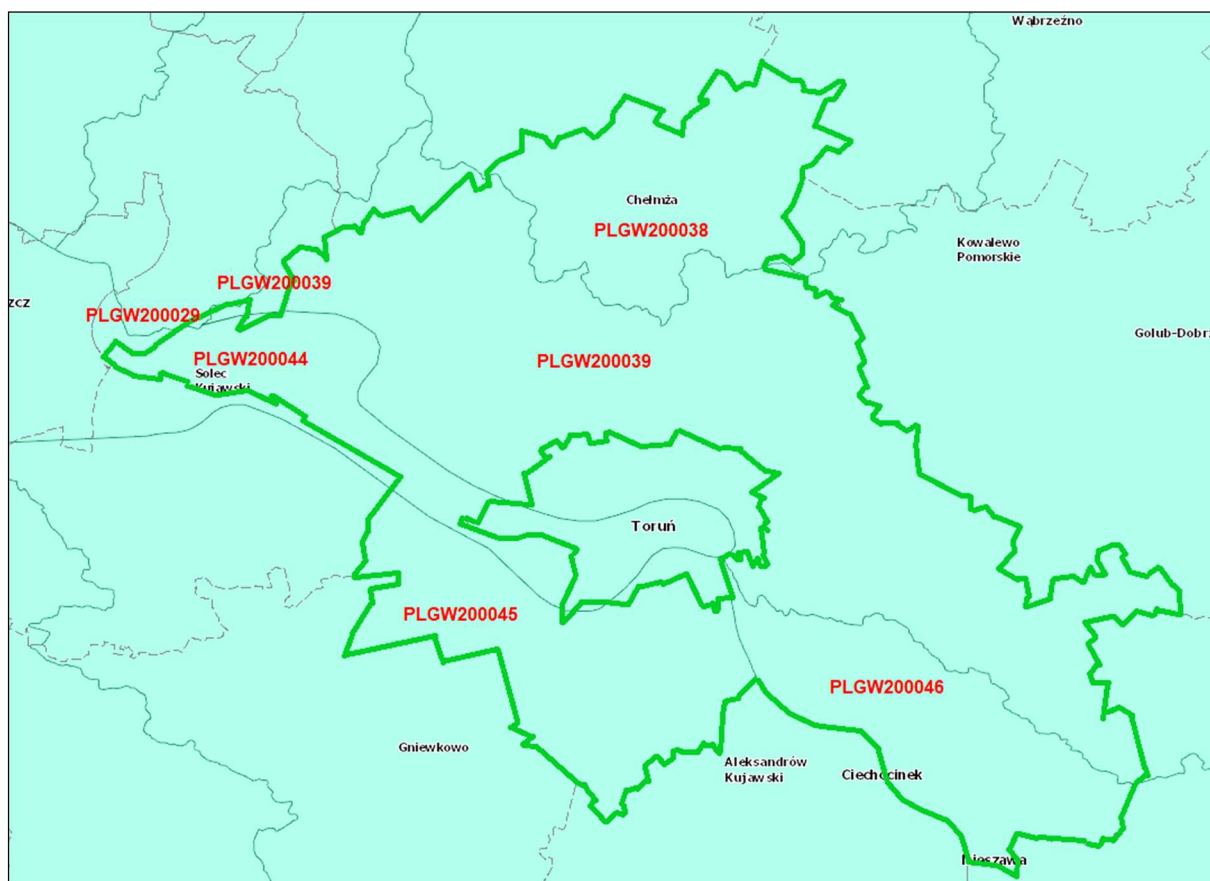 Wąbrzeźno
Chełmża
PLGW200038
Kowalewo
Pomorskie
PLGW200039
szcz
PLGW200029
Golub-Dobrz
PLGW200044
PLGW200039
Solec
Kujawski
Toruń
PLGW200045
PLGW200046
Gniewkowo
Aleksandrów
Kujawski
Ciechocinek
Nieszawa